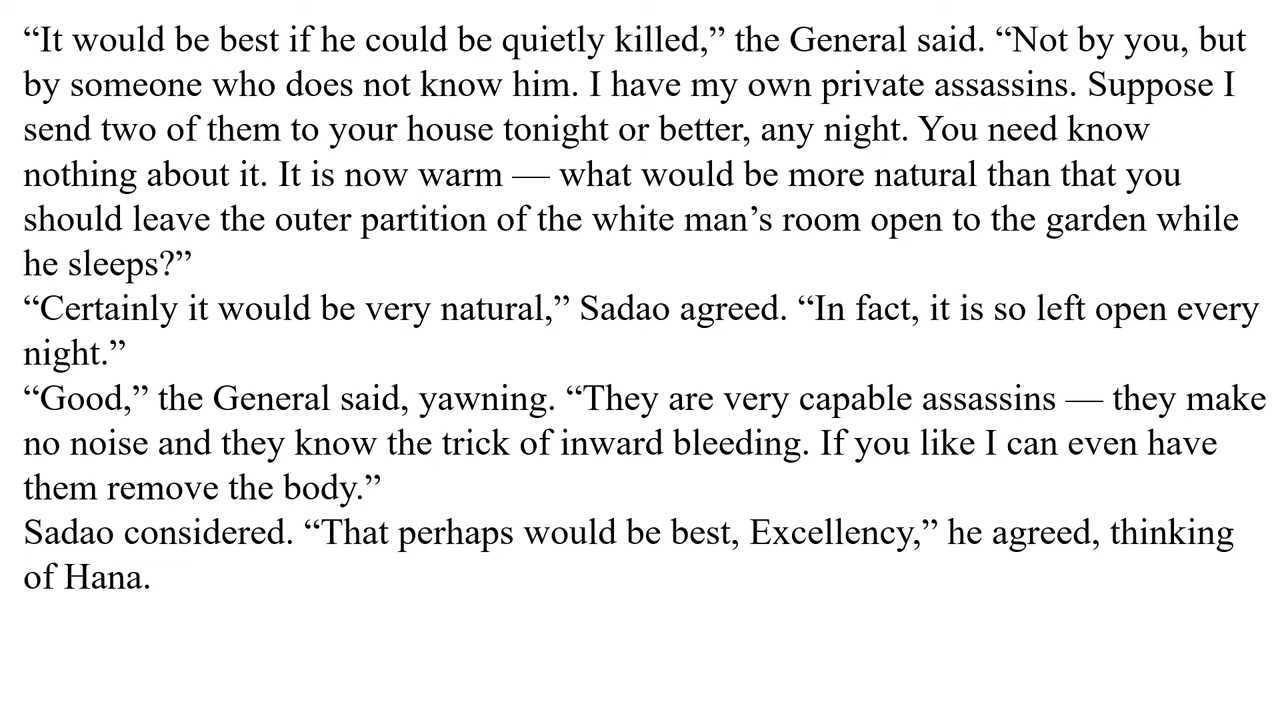 “It would be best if he could be quietly killed,” the General said. “Not by you, but
by someone who does not know him. I have my own private assassins. Suppose I
send two of them to your house tonight or better, any night. You need know
nothing about it. It is now warm — what would be more natural than that you
should leave the outer partition of the white man’s room open to the garden while
he sleeps?”
“Certainly it would be very natural,” Sadao agreed. “In fact, it is so left open every
night.”
“Good,” the General said, yawning. “They are very capable assassins — they make
no noise and they know the trick of inward bleeding. If you like I can even have
them remove the body.”
Sadao considered. “That perhaps would be best, Excellency,” he agreed, thinking
of Hana.